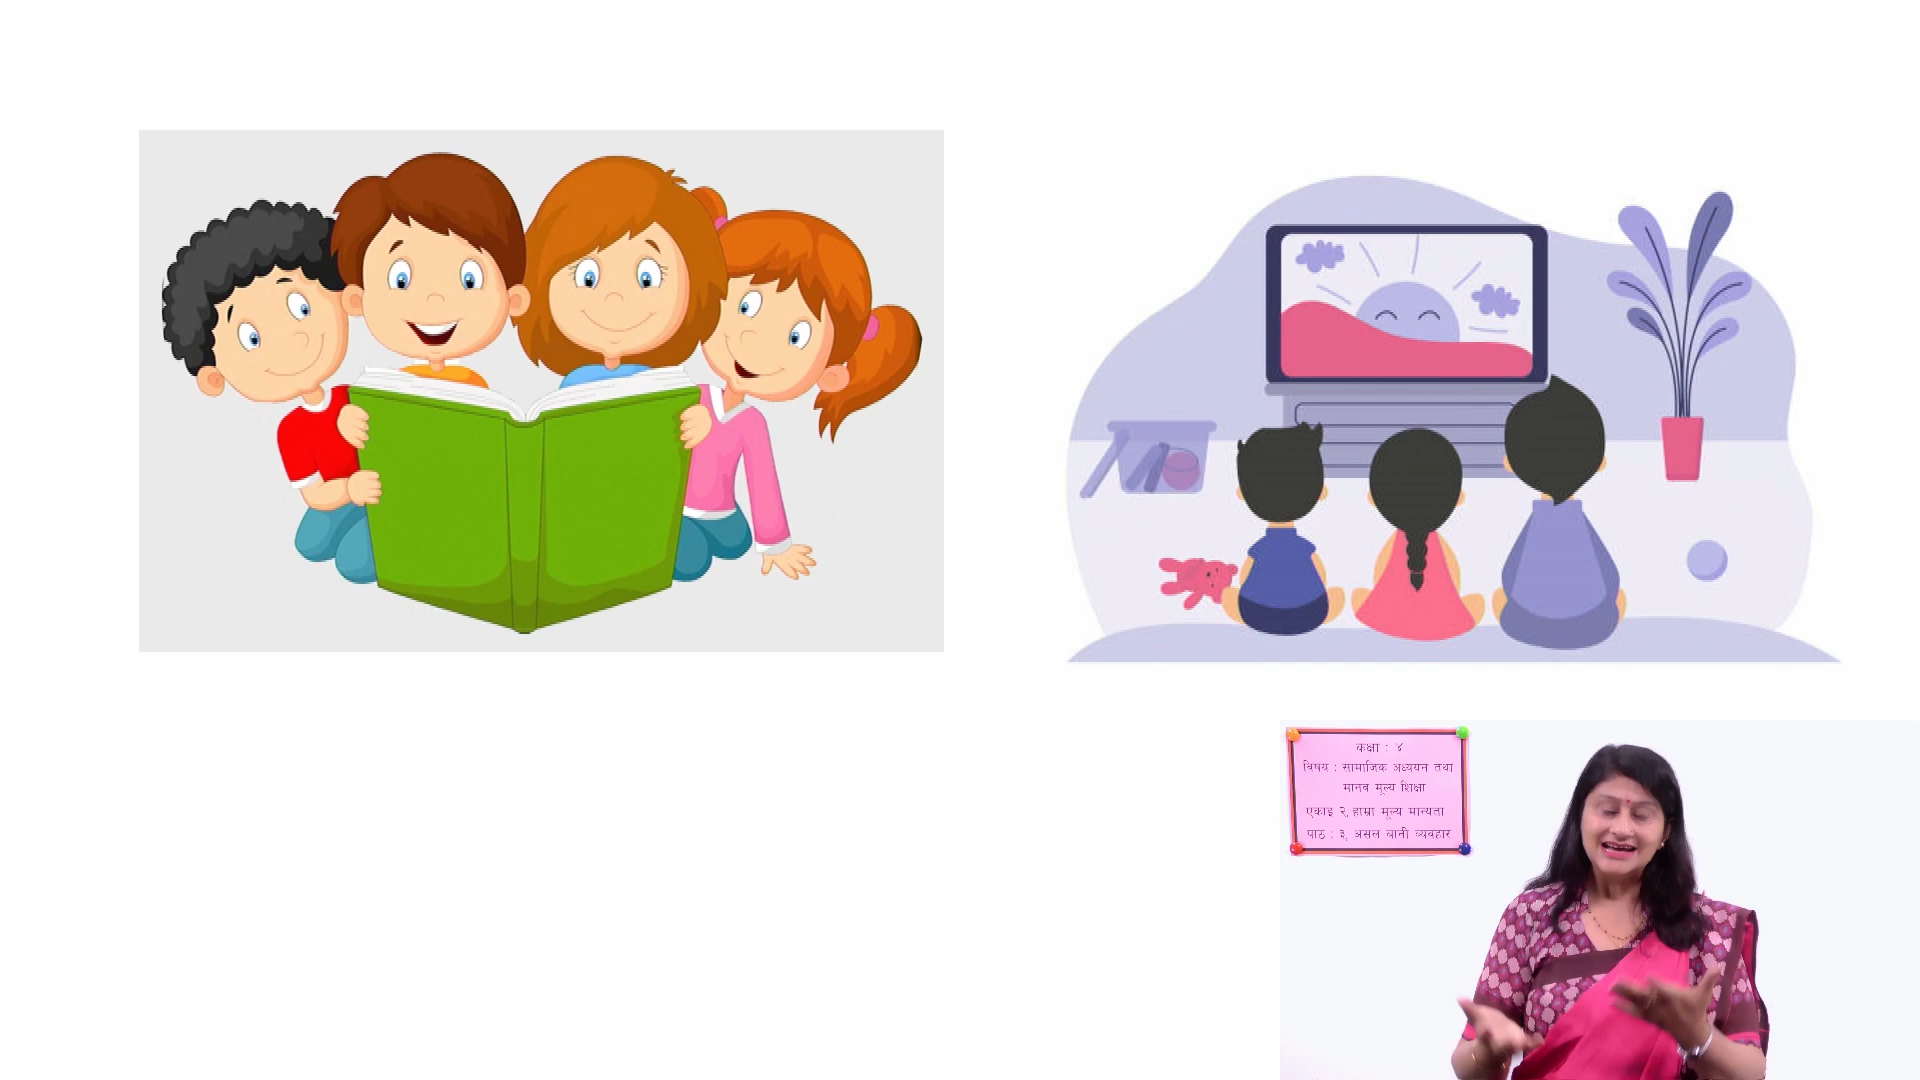 कक्षा : ४
विषय : सामाजिक अध्ययन तथा
मानव मूल्य शिक्षा
एकाइ २, हाम्रा मूल्य मान्यता
पाठ : ३, असल बानी व्यवहार